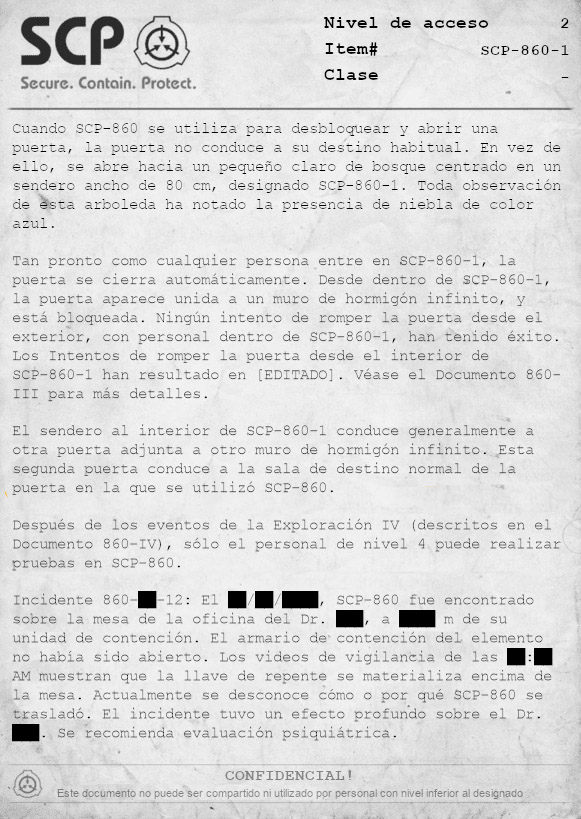 SCP
Secure. Contain. Protect.
Nivel de acceso 2
Item# SCP-860-1
Clase -
Cuando SCP-860 se utiliza para desbloquear y abrir una
puerta, la puerta no conduce a su destino habitual. En vez de
ello, se abre hacia un pequeño claro de bosque centrado en un
sendero ancho de 80 cm, designado SCP-860-1. Toda observación
de esta arboleda ha notado la presencia de niebla de color
azul.
Tan pronto como cualquier persona entre en SCP-860-1, la
puerta se cierra automáticamente. Desde dentro de SCP-860-1,
la puerta aparece unida a un muro de hormigón infinito, y
está bloqueada. Ningún intento de romper la puerta desde el
exterior, con personal dentro de SCP-860-1, han tenido éxito.
Los Intentos de romper la puerta desde el interior de
SCP-860-1 han resultado en [EDITADO]. Véase el Documento 860-
III para más detalles.
El sendero al interior de SCP-860-1 conduce generalmente a
otra puerta adjunta a otro muro de hormigón infinito. Esta
segunda puerta conduce a la sala de destino normal de la
puerta en la que se utilizó SCP-860.
Después de los eventos de la Exploración IV (descritos en el
Documento 860-IV), sólo el personal de nivel 4 puede realizar
pruebas en SCP-860.
Incidente 860-██-12: El ██/██/████, SCP-860 fue encontrado
sobre la mesa de la oficina del Dr. ███, a ████ m de su
unidad de contención. El armario de contención del elemento
no había sido abierto. Los videos de vigilancia de las ██:██
AM muestran que la llave de repente se materializa encima de
la mesa. Actualmente se desconoce cómo o por qué SCP-860 se
trasladó. El incidente tuvo un efecto profundo sobre el Dr.
███. Se recomienda evaluación psiquiátrica.
CONFIDENCIAL!
Este documento no puede ser compartido ni utilizado por personal con nivel inferior al designado